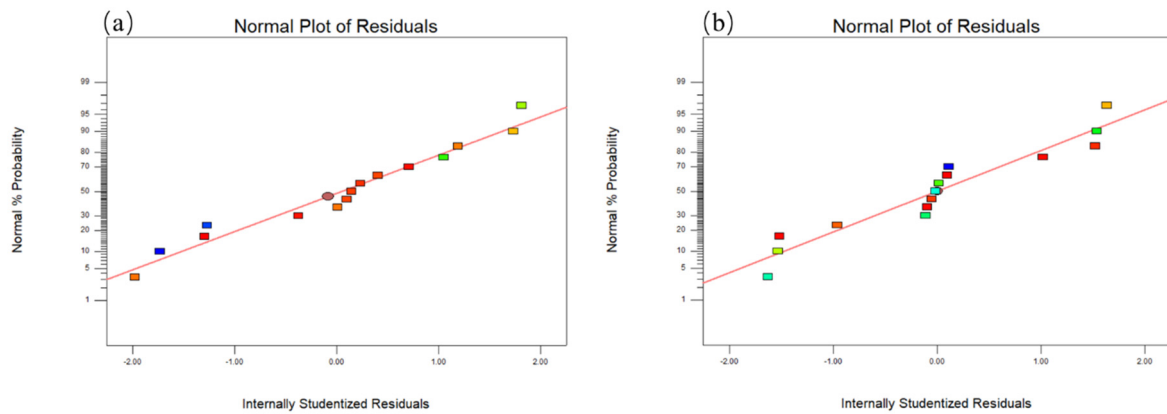 (a)
Normal Plot of Residuals
Normal % Probability
99
95
90
80
70
50
30
20
10
5
1
-2.00 -1.00 0.00 1.00 2.00
Internally Studentized Residuals
(b)
Normal Plot of Residuals
Normal % Probability
99
95
90
80
70
50
30
20
10
5
1
-2.00 -1.00 0.00 1.00 2.00
Internally Studentized Residuals